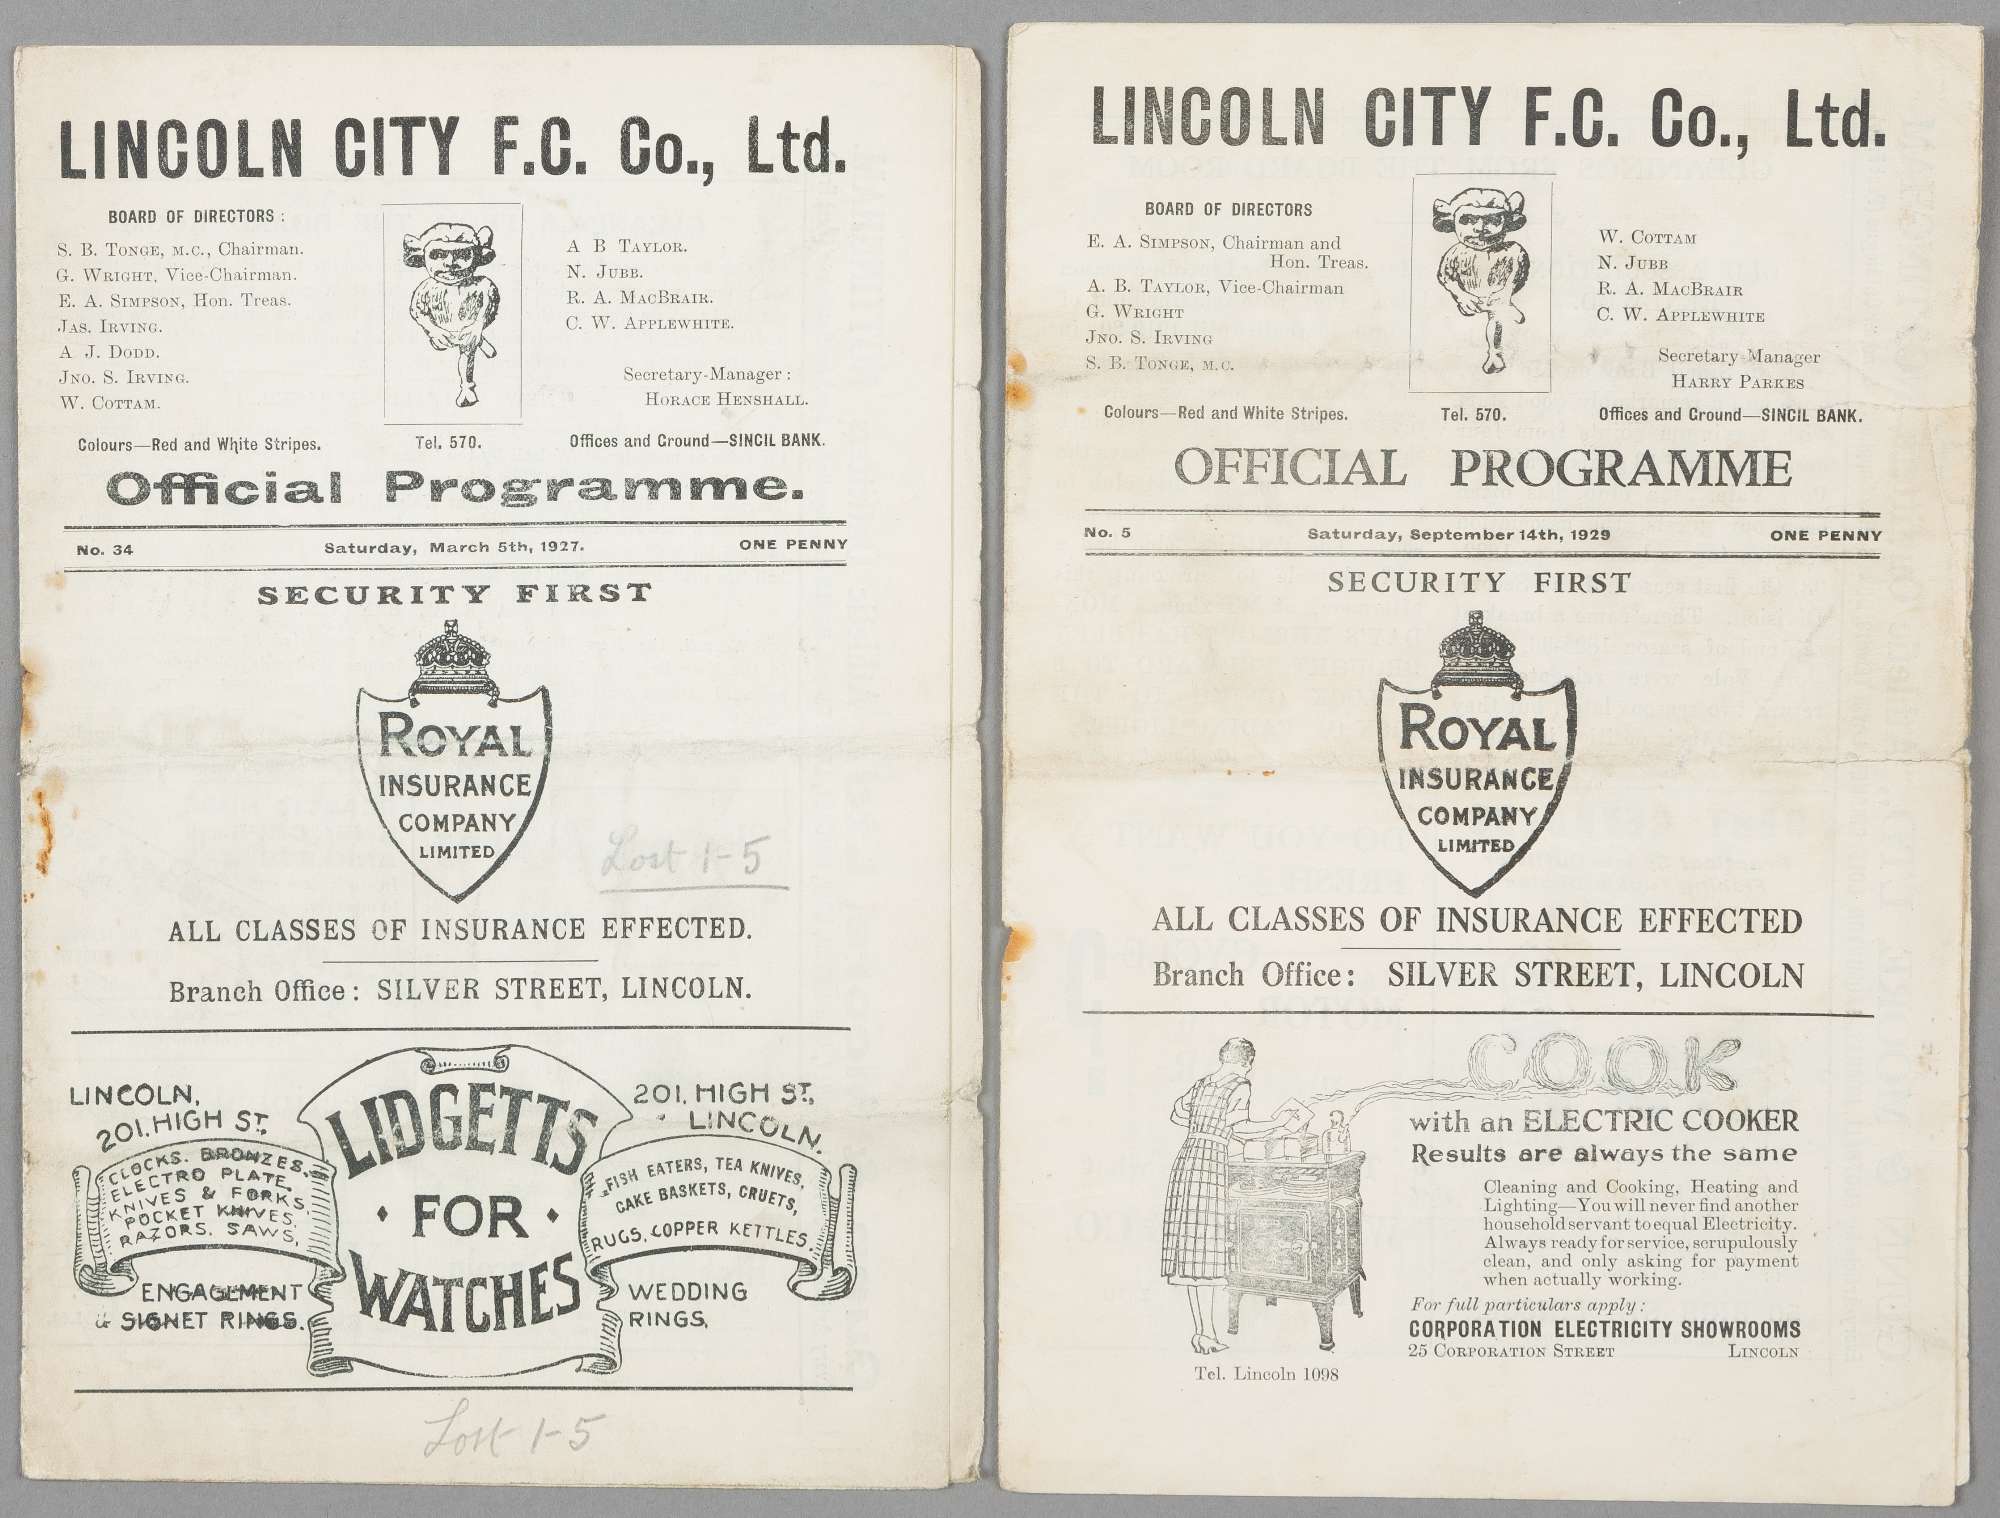 LINCOLN CITY F.C. Co., Ltd.
BOARD OF DIRECTORS :
S. B. TONGE, M.C., Chairman.
G. WRIGHT, Vice-Chairman.
E. A. SIMPSON, Hon. Treas.
JAS. IRVING.
A J. DODD.
JNO. S. IRVING.
W. COTTAM.
A B TAYLOR.
N. JUBB.
R. A. MACBRAIR.
C. W. APPLEWHITE.
Secretary-Manager :
HORACE HENSHALL.
Colours—Red and White Stripes.
Tel. 570.
Offices and Ground—SINCIL BANK.
Official Programme.
No. 34 Saturday, March 5th, 1927. ONE PENNY
SECURITY FIRST
ROYAL
INSURANCE
COMPANY
LIMITED
Lost 1-5
ALL CLASSES OF INSURANCE EFFECTED.
Branch Office : SILVER STREET, LINCOLN.
LINCOLN,
201. HIGH ST.
CLOCKS. BRONZES.
ELECTRO PLATE.
KNIVES & FORKS.
POCKET KNIVES.
RAZORS. SAWS,
ENGAGEMENT
& SIGNET RINGS.
LIDGETTS
FOR
WATCHES
201, HIGH ST,
LINCOLN.
FISH EATERS, TEA KNIVES,
CAKE BASKETS, CRUETS,
RUGS, COPPER KETTLES.
WEDDING
RINGS,
Lost 1-5
LINCOLN CITY F.C. Co., Ltd.
BOARD OF DIRECTORS
E. A. SIMPSON, Chairman and
Hon. Treas.
A. B. TAYLOR, Vice-Chairman
G. WRIGHT
JNO. S. IRVING
S. B. TONGE, M.C.
W. COTTAM
N. JUBB
R. A. MACBRAIR
C. W. APPLEWHITE
Secretary-Manager
HARRY PARKES
Colours—Red and White Stripes.
Tel. 570.
Offices and Ground—SINCIL BANK.
OFFICIAL PROGRAMME
No. 5 Saturday, September 14th, 1929 ONE PENNY
SECURITY FIRST
ROYAL
INSURANCE
COMPANY
LIMITED
ALL CLASSES OF INSURANCE EFFECTED
Branch Office : SILVER STREET, LINCOLN
COOK
with an ELECTRIC COOKER
Results are always the same
Cleaning and Cooking, Heating and
Lighting—You will never find another
household servant to equal Electricity.
Always ready for service, scrupulously
clean, and only asking for payment
when actually working.
For full particulars apply :
CORPORATION ELECTRICITY SHOWROOMS
25 CORPORATION STREET LINCOLN
Tel. Lincoln 1098